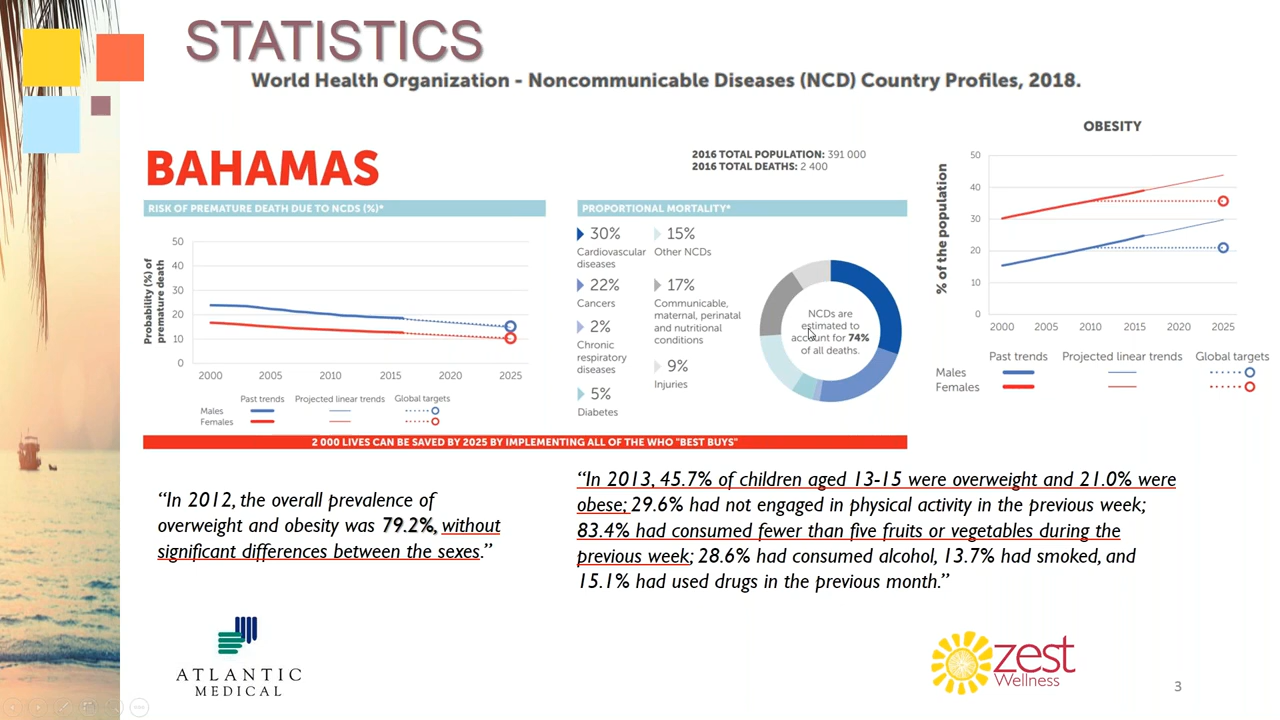 STATISTICS
World Health Organization - Noncommunicable Diseases (NCD) Country Profiles, 2018.
BAHAMAS
2016 TOTAL POPULATION: 391 000
2016 TOTAL DEATHS: 2 400
RISK OF PREMATURE DEATH DUE TO NCDS (%)*
Probability (%) of
premature death
50
40
30
20
10
0
2000 2005 2010 2015 2020 2025
Past trends Projected linear trends Global targets
Males
Females
PROPORTIONAL MORTALITY*
30%
Cardiovascular
diseases
22%
Cancers
2%
Chronic
respiratory
diseases
5%
Diabetes
15%
Other NCDs
17%
Communicable,
maternal, perinatal
and nutritional
conditions
9%
Injuries
NCDs are
estimated to
account for 74%
of all deaths.
OBESITY
% of the population
50
40
30
20
10
0
2000 2005 2010 2015 2020 2025
Past trends Projected linear trends Global targets
Males
Females
2 000 LIVES CAN BE SAVED BY 2025 BY IMPLEMENTING ALL OF THE WHO "BEST BUYS"
“In 2012, the overall prevalence of
overweight and obesity was 79.2%, without
significant differences between the sexes.”
“In 2013, 45.7% of children aged 13-15 were overweight and 21.0% were
obese; 29.6% had not engaged in physical activity in the previous week;
83.4% had consumed fewer than five fruits or vegetables during the
previous week; 28.6% had consumed alcohol, 13.7% had smoked, and
15.1% had used drugs in the previous month.”
ATLANTIC
MEDICAL
zest
Wellness
3